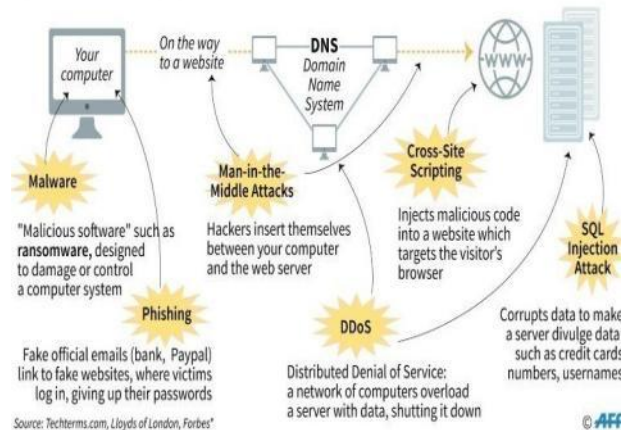 Your
computer
On the way
to a website
DNS
Domain
Name
System
WWW
Malware
"Malicious software" such as
ransomware, designed
to damage or control
a computer system
Phishing
Fake official emails (bank, Paypal)
link to fake websites, where victims
log in, giving up their passwords
Man-in-the-
Middle Attacks
Hackers insert themselves
between your computer
and the web server
Cross-Site
Scripting
Injects malicious code
into a website which
targets the visitor's
browser
DDoS
Distributed Denial of Service:
a network of computers overload
a server with data, shutting it down
SQL
Injection
Attack
Corrupts data to make
a server divulge data
such as credit cards
numbers, usernames
Source: Techterms.com, Lloyds of London, Forbes*
© AFP